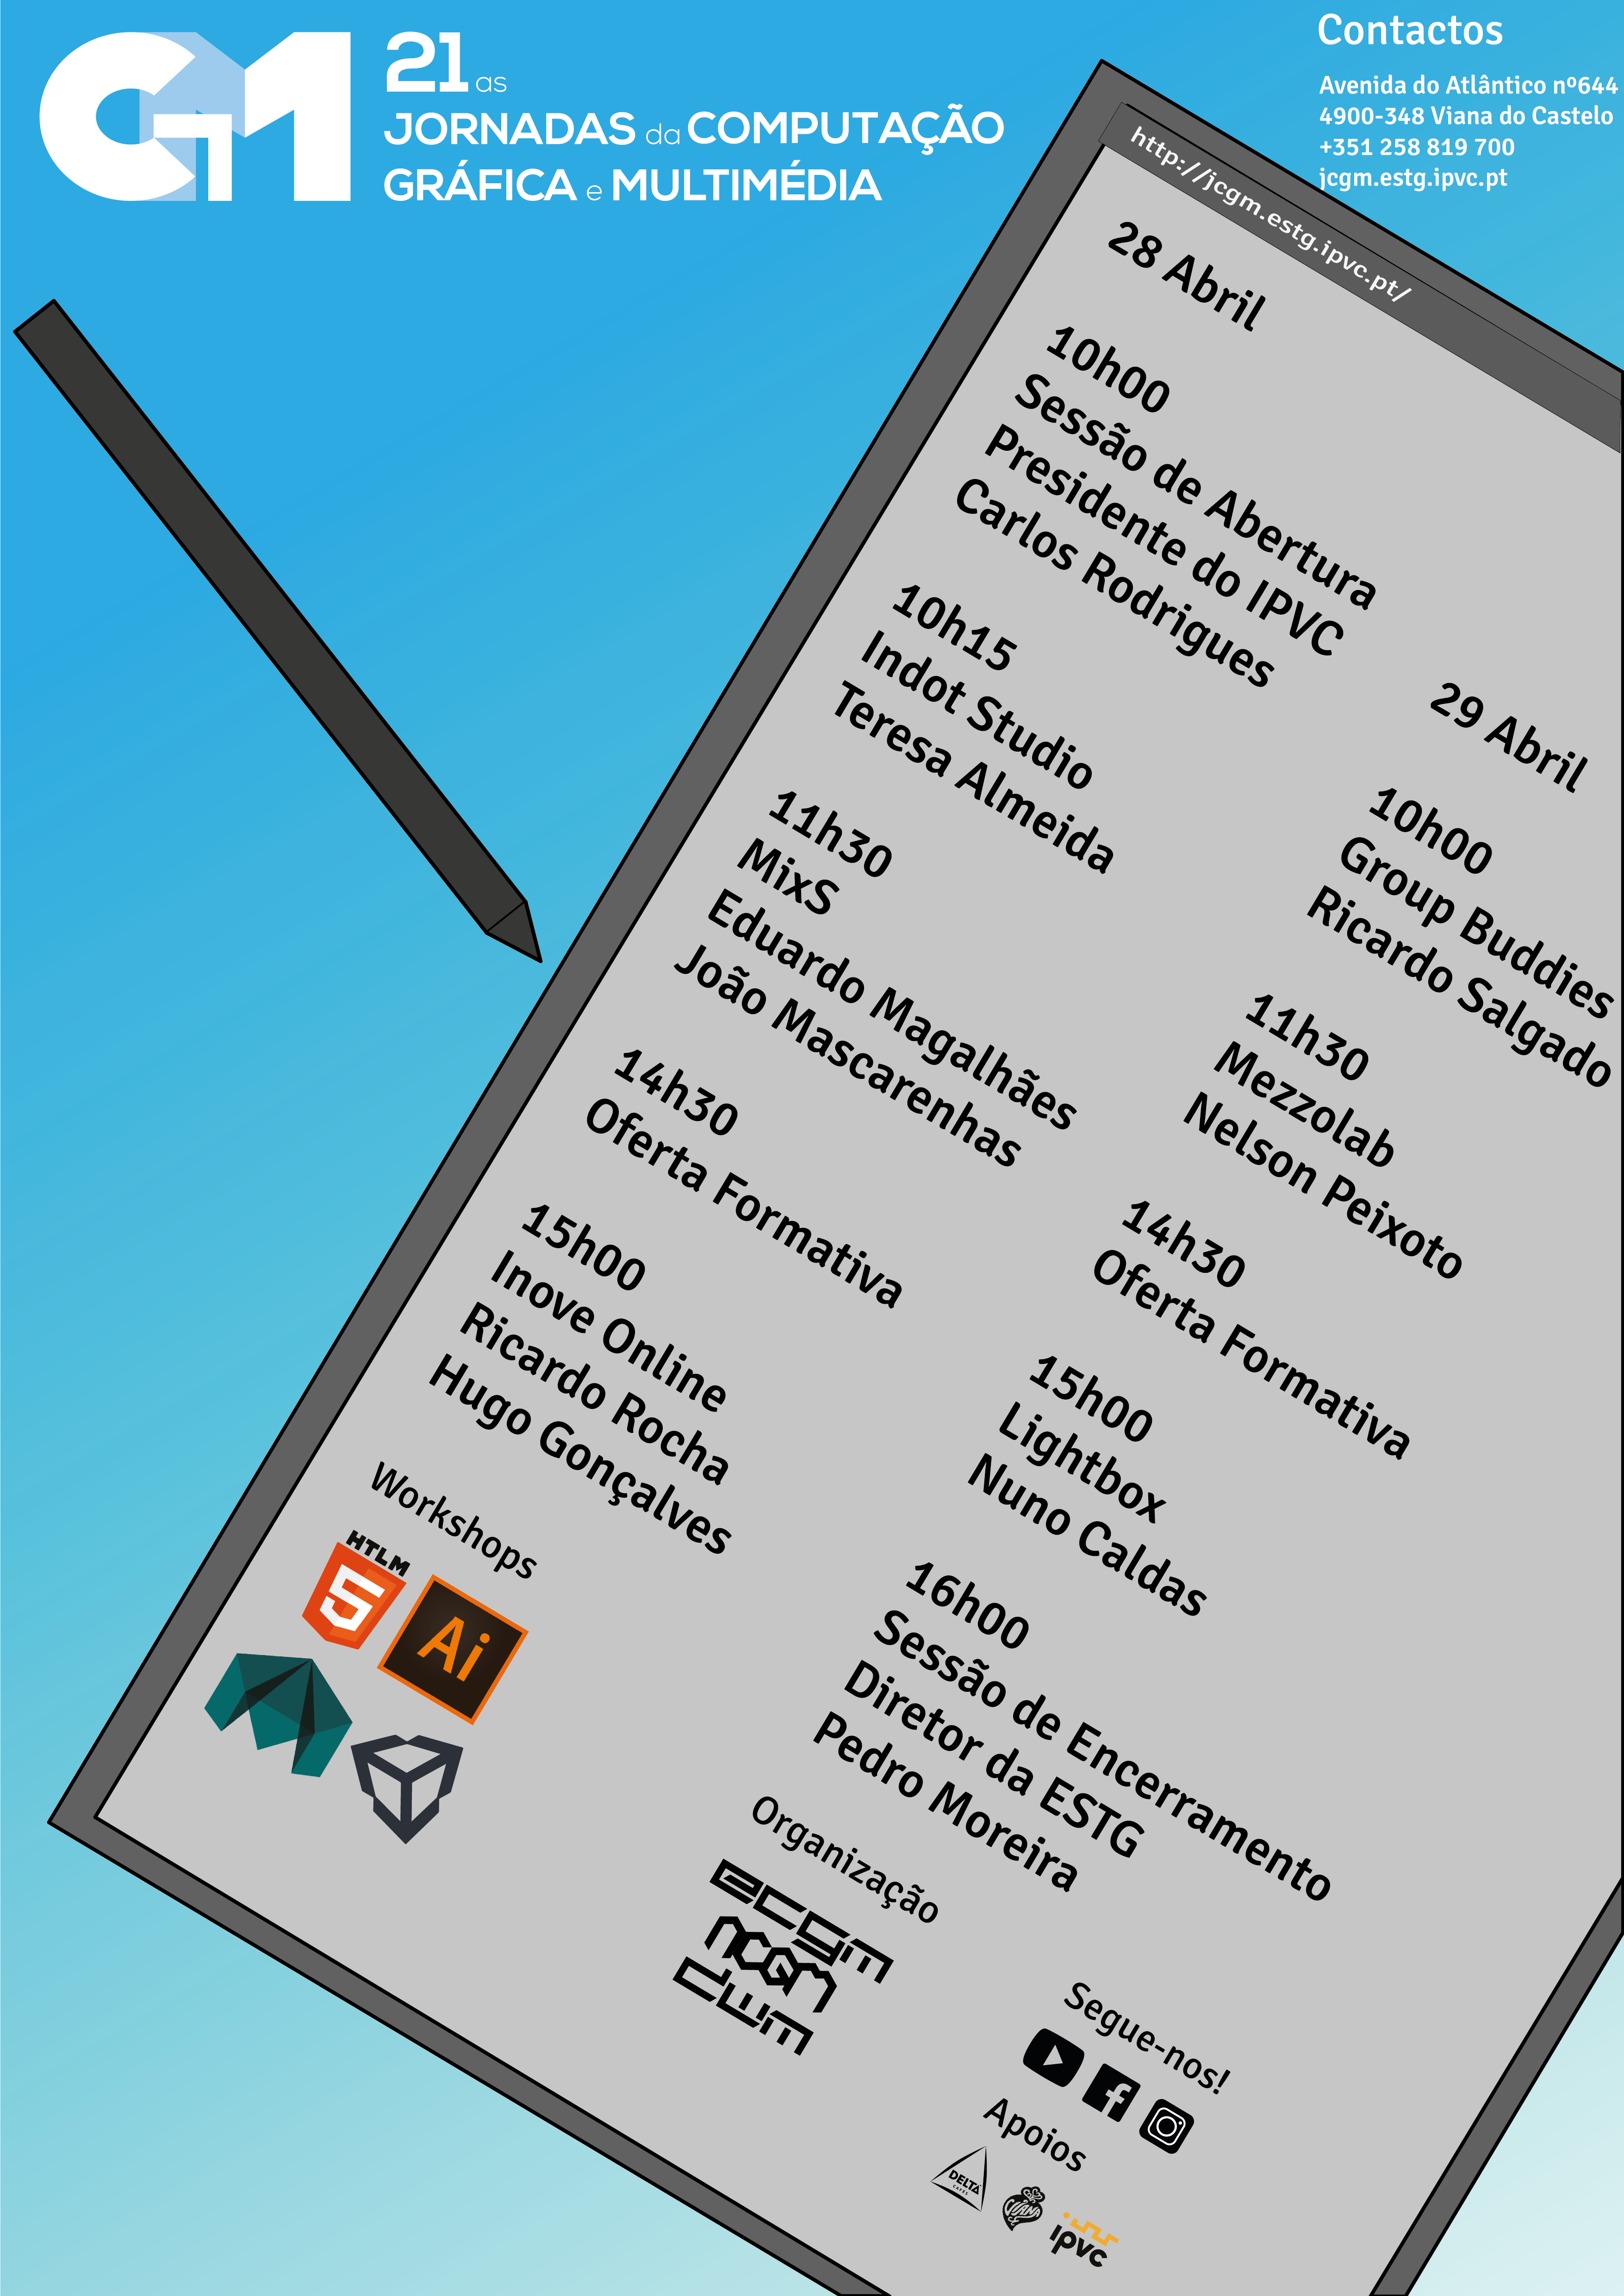 CGM
21as
JORNADAS da COMPUTAÇÃO
GRÁFICA e MULTIMÉDIA
Contactos
Avenida do Atlântico nº644
4900-348 Viana do Castelo
+351 258 819 700
jcgm.estg.ipvc.pt
http://jcgm.estg.ipvc.pt/
28 Abril
10h00
Sessão de Abertura
Presidente do IPVC
Carlos Rodrigues
10h15
Indot Studio
Teresa Almeida
11h30
MixS
Eduardo Magalhães
João Mascarenhas
14h30
Oferta Formativa
15h00
Inove Online
Ricardo Rocha
Hugo Gonçalves
29 Abril
10h00
Group Buddies
Ricardo Salgado
11h30
Mezzolab
Nelson Peixoto
14h30
Oferta Formativa
15h00
Lightbox
Nuno Caldas
16h00
Sessão de Encerramento
Diretor da ESTG
Pedro Moreira
Workshops
HTLM
5
Ai
Organização
ecgm
mcgm
dwm
Segue-nos!
Apoios
DELTA
CAFÉS
VIANA
ipvc